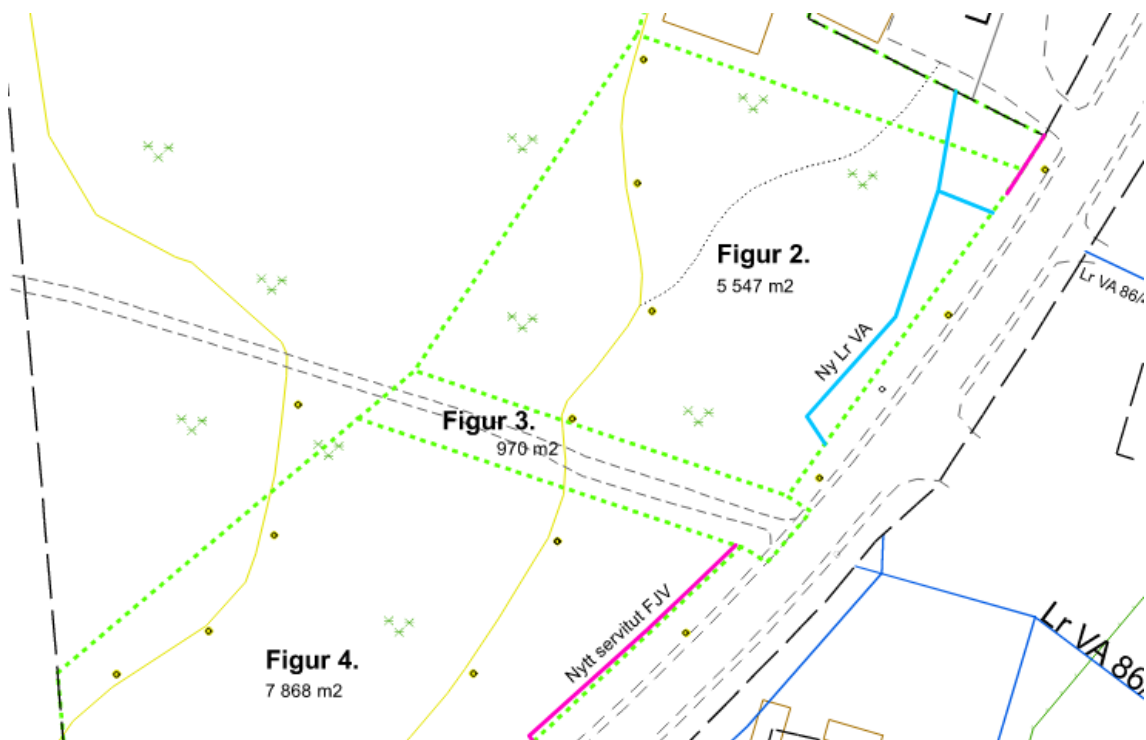 Figur 2.
5 547 m2
Lr VA 86/
Ny Lr VA
Figur 3.
970 m2
Nytt servitut FJV
Lr VA 86/
Figur 4.
7 868 m2